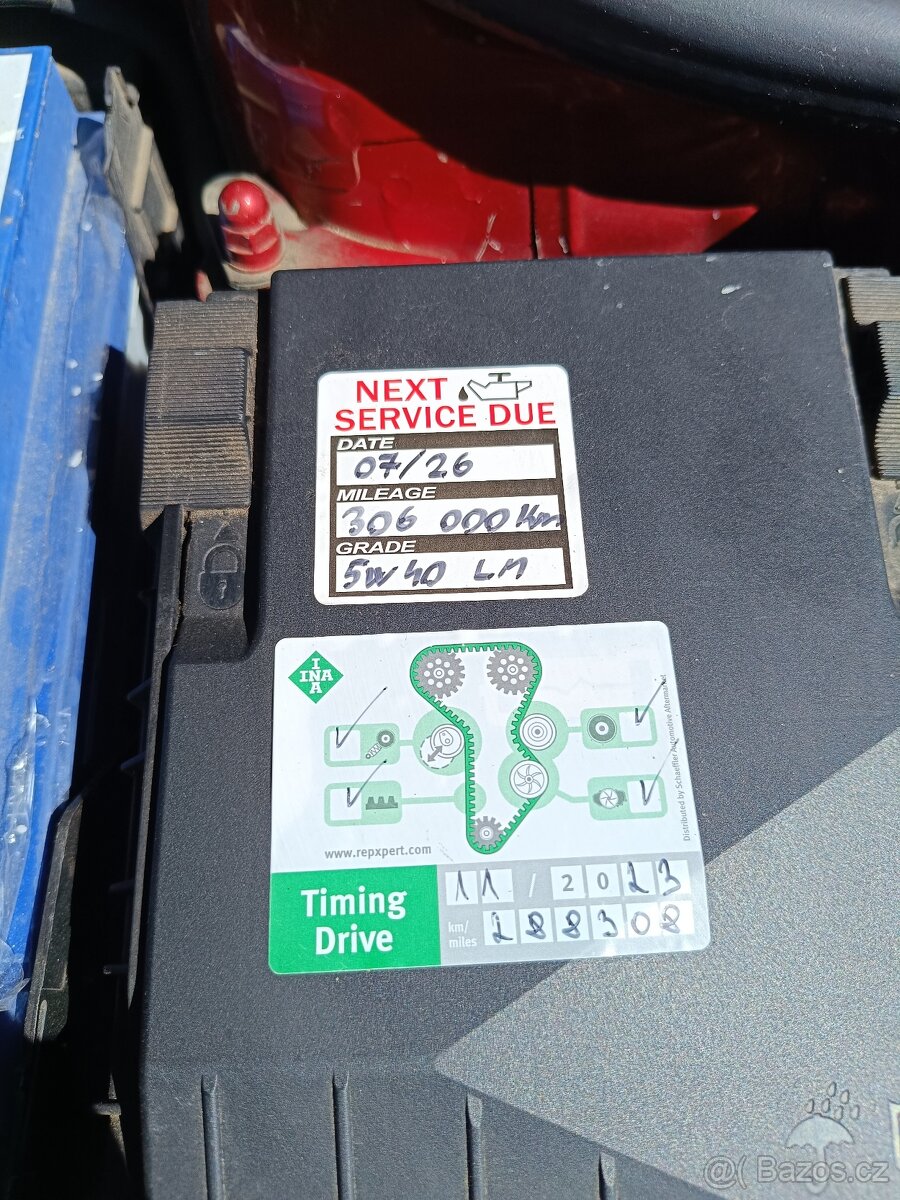 NEXT
SERVICE DUE
DATE
07/26
MILEAGE
306 000 Km
GRADE
5W40 LM
I
INA
A
Distributed by Schaeffler Automotive Aftermarket
www.repxpert.com
Timing
Drive
11 / 2023
km/
miles
288308
@( Bazos.cz